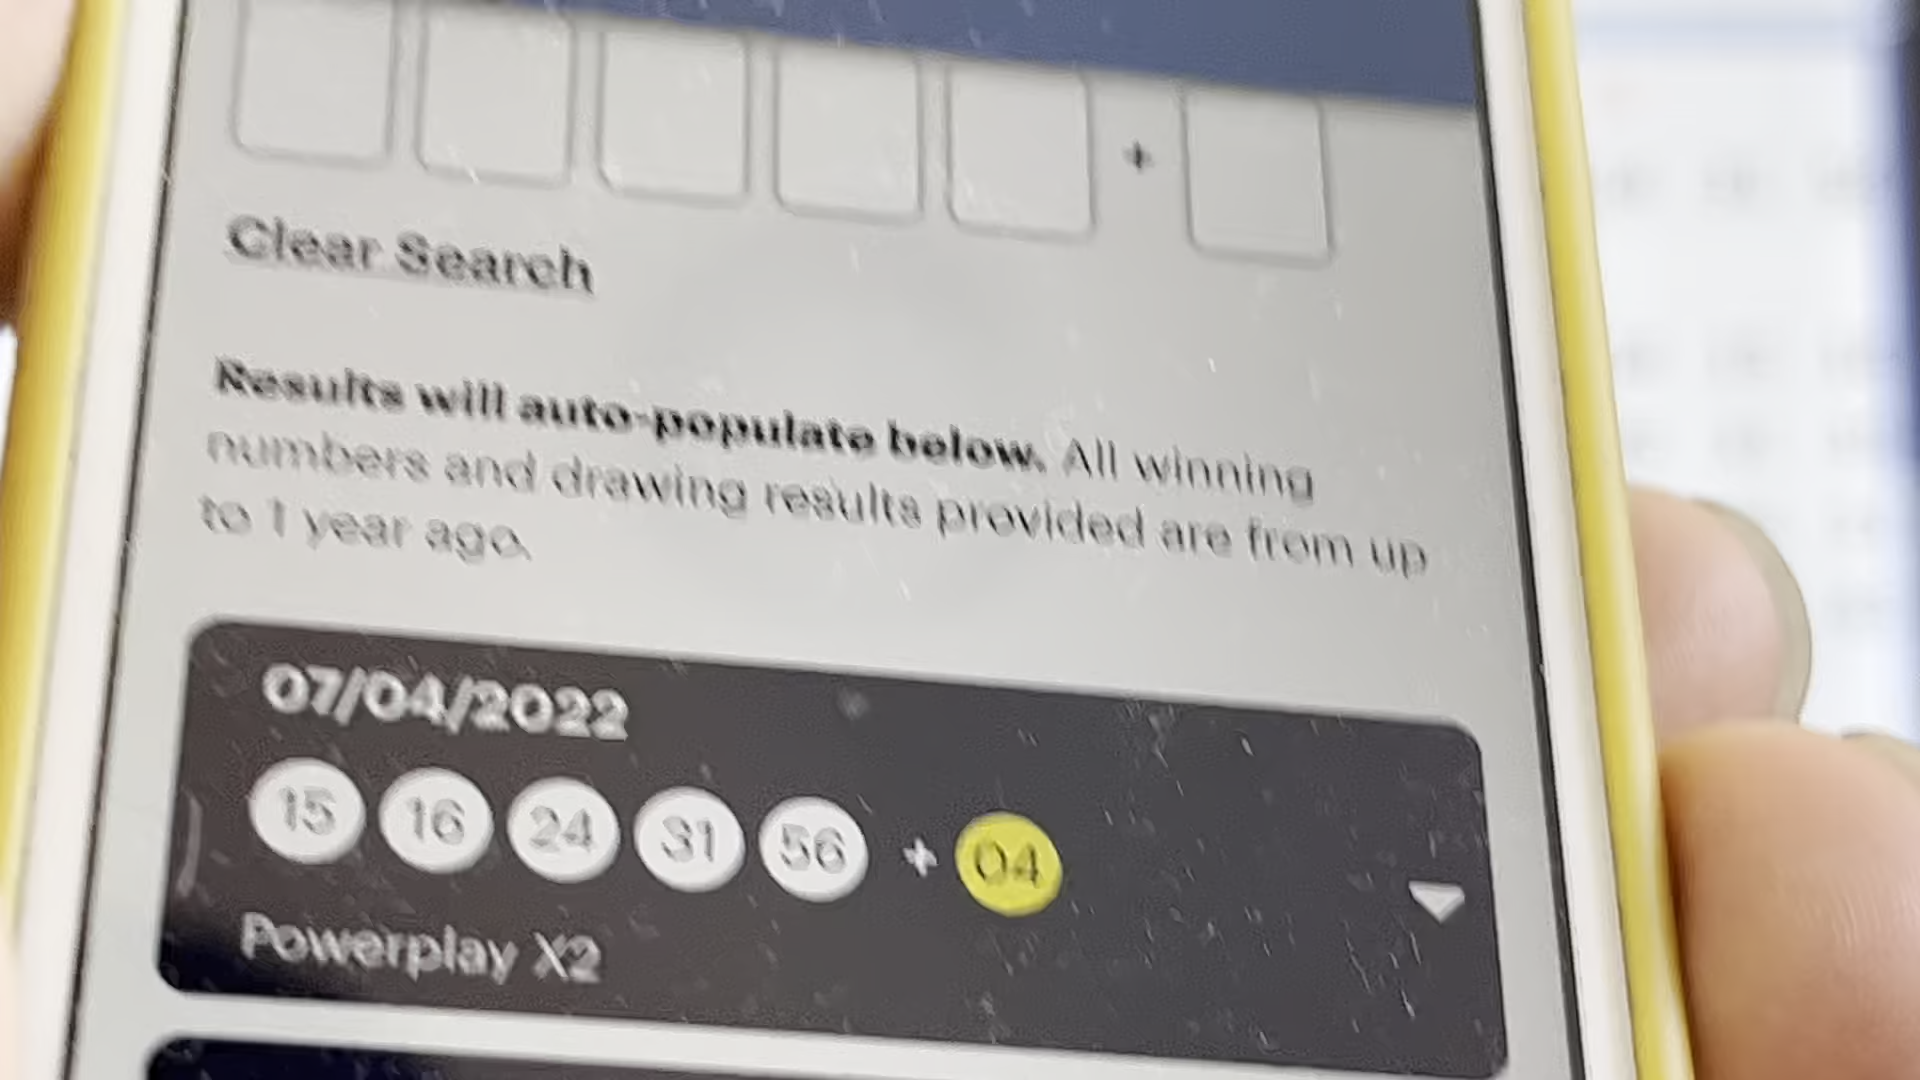 +
Clear Search
Results will auto-populate below. All winning
numbers and drawing results provided are from up
to 1 year ago.
07/04/2022
15 16 24 31 56 + 04
Powerplay X2